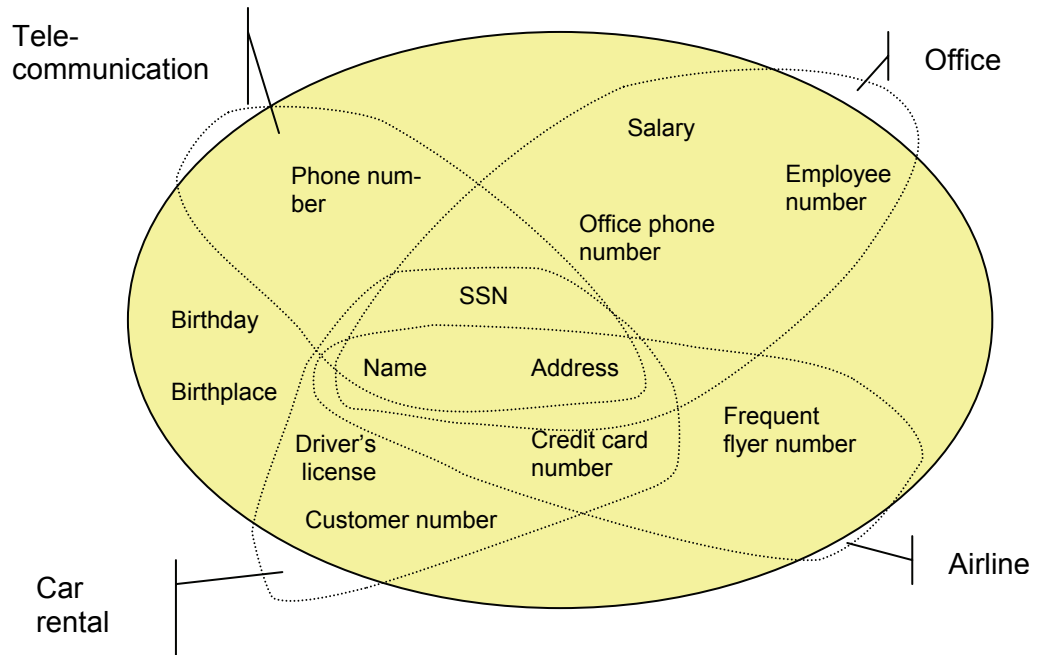 Tele-
communication
Office
Salary
Phone num-
ber
Employee
number
Office phone
number
SSN
Birthday
Name
Address
Birthplace
Frequent
flyer number
Driver's
license
Credit card
number
Customer number
Airline
Car
rental